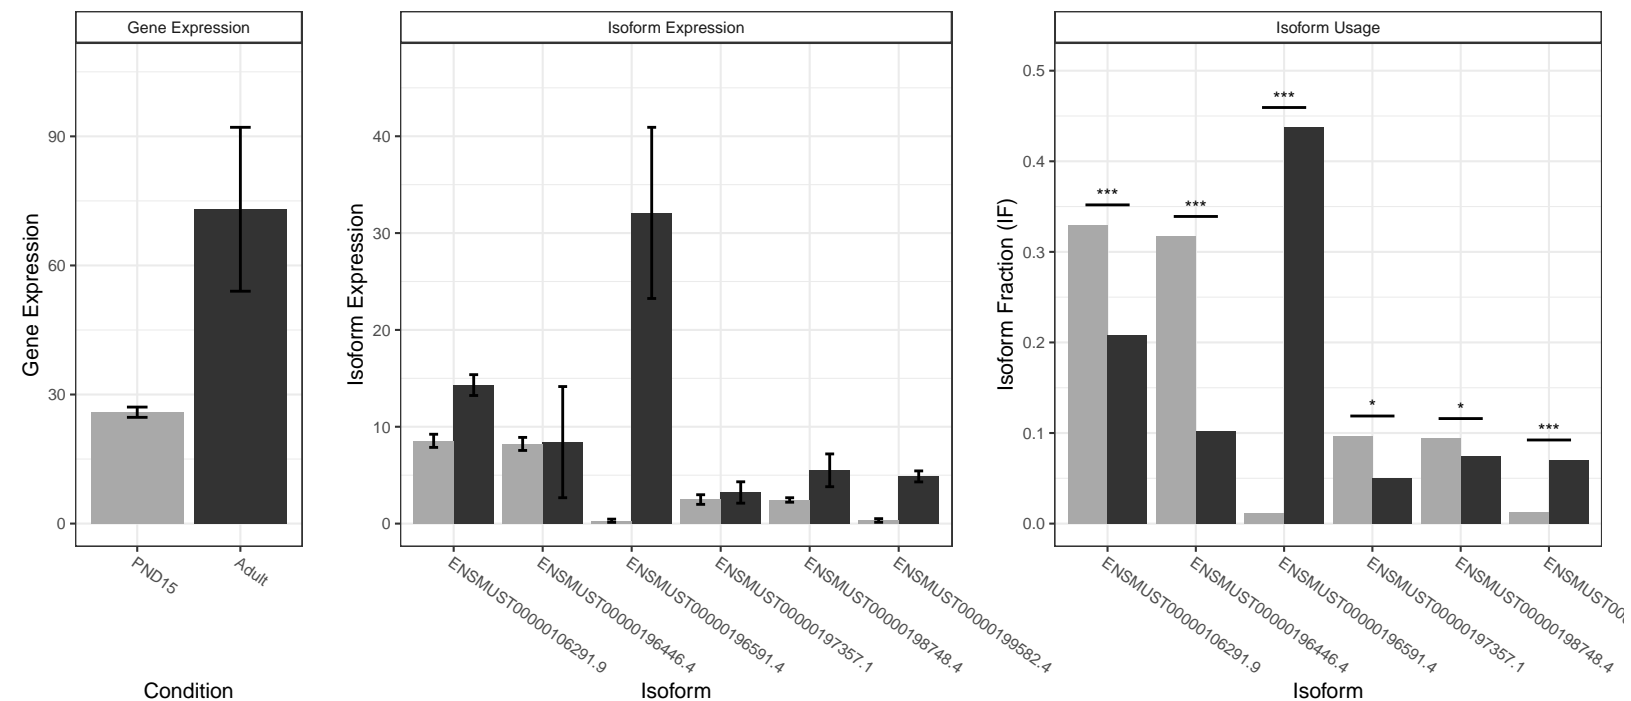 Gene Expression
Isoform Expression
Isoform Usage
Gene Expression
90
60
30
0
PND15
Adult
Condition
Isoform Expression
40
30
20
10
0
ENSMUST00000106291.9
ENSMUST00000196446.4
ENSMUST00000196591.4
ENSMUST00000197357.1
ENSMUST00000198748.4
ENSMUST00000199582.4
Isoform
Isoform Fraction (IF)
0.5
0.4
0.3
0.2
0.1
0.0
***
***
***
*
*
***
ENSMUST00000106291.9
ENSMUST00000196446.4
ENSMUST00000196591.4
ENSMUST00000197357.1
ENSMUST00000198748.4
Isoform